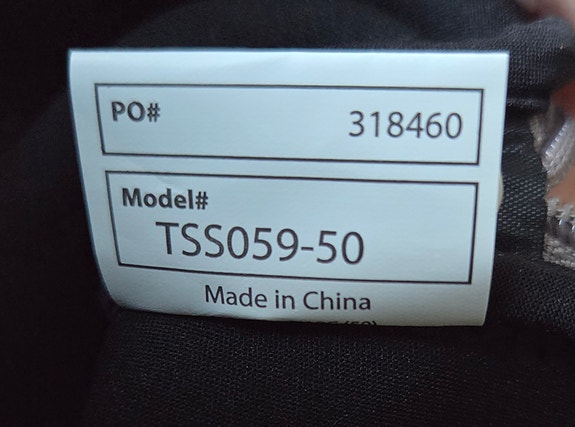 PO#
318460
Model#
TSS059-50
Made in China